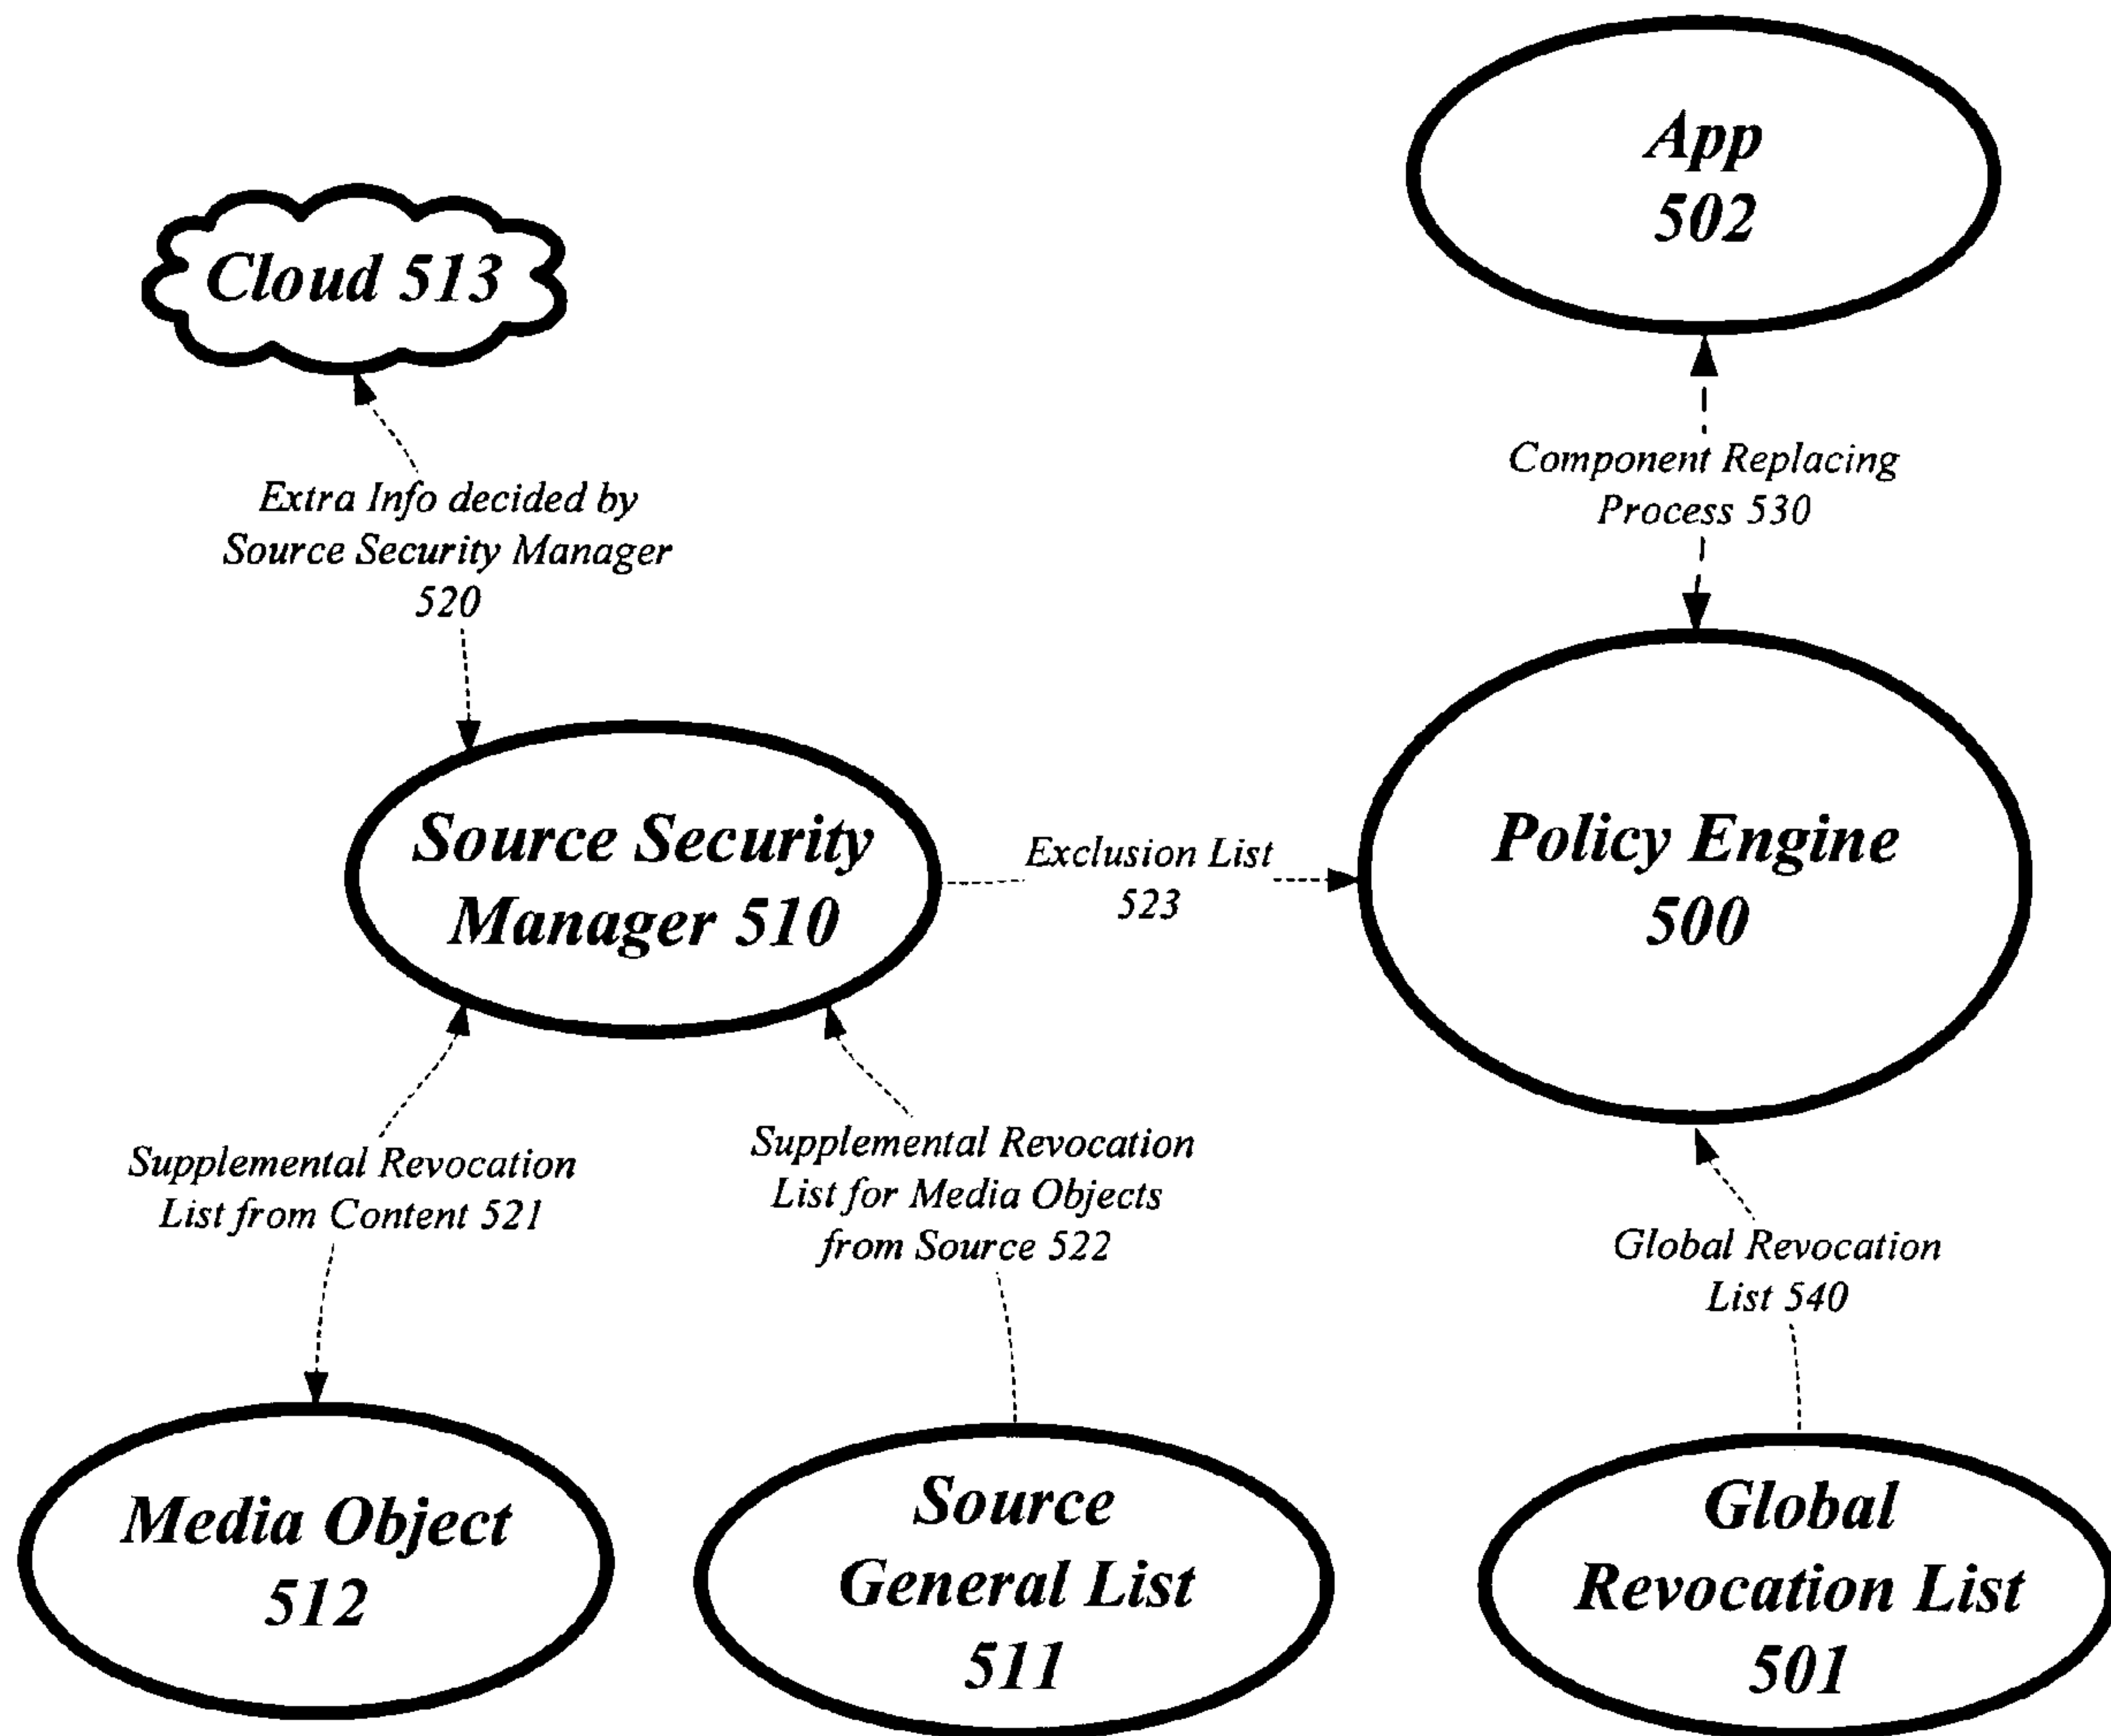 App
502
Cloud 513
Component Replacing
Process 530
Extra Info decided by
Source Security Manager
520
Source Security
Manager 510
Exclusion List
523
Policy Engine
500
Supplemental Revocation
List from Content 521
Supplemental Revocation
List for Media Objects
from Source 522
Global Revocation
List 540
Media Object
512
Source
General List
511
Global
Revocation List
501